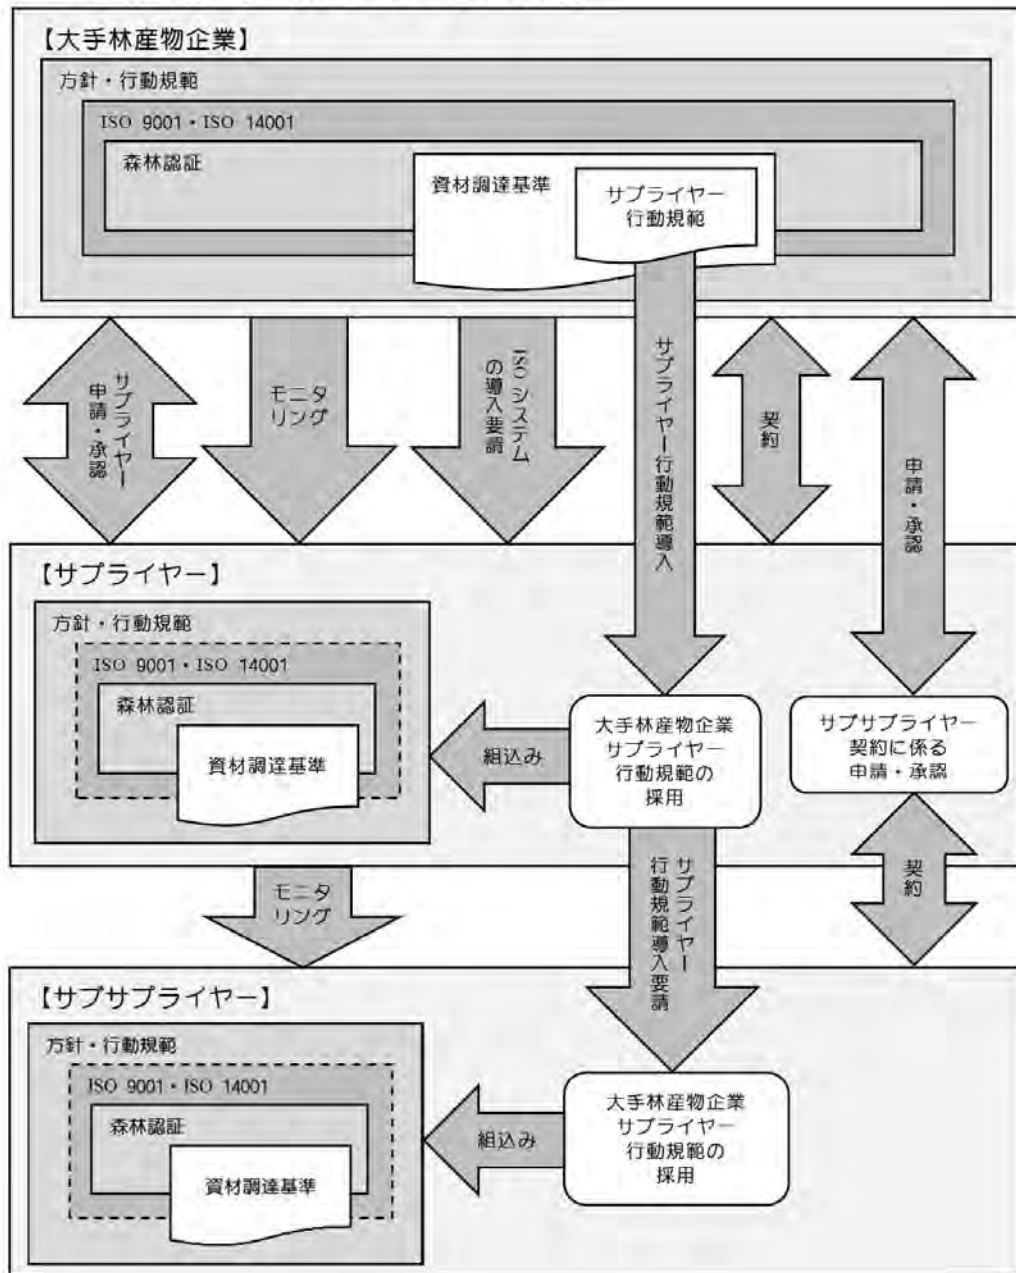 【大手林産物企業】
方針・行動規範
ISO 9001・ISO 14001
森林認証
資材調達基準
サプライヤー
行動規範
サプライヤー
申請・承認
モニタ
リング
ISO システム
の導入要請
サプライヤー行動規範導入
契約
申請・承認
【サプライヤー】
方針・行動規範
ISO 9001・ISO 14001
森林認証
資材調達基準
組込み
大手林産物企業
サプライヤー
行動規範の
採用
サブサプライヤー
契約に係る
申請・承認
モニタ
リング
サプライヤー
行動規範導入要請
契約
【サブサプライヤー】
方針・行動規範
ISO 9001・ISO 14001
森林認証
資材調達基準
組込み
大手林産物企業
サプライヤー
行動規範の
採用